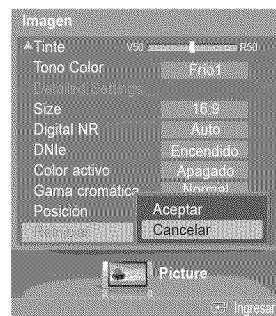 Imagen
Tinte V50 R50
Tono Color Frío1
Detailed Settings
Size 16:9
Digital NR Auto
DNIe Encendido
Color activo Apagado
Gama cromática Normal
Posición Aceptar
Cancelar
Picture
Ingresar